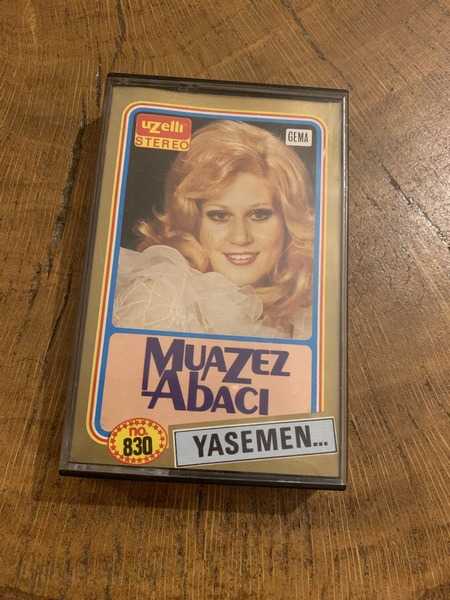 uzelli
STEREO
GEMA
MUAZEZ
ABACI
no.
830
YASEMEN...